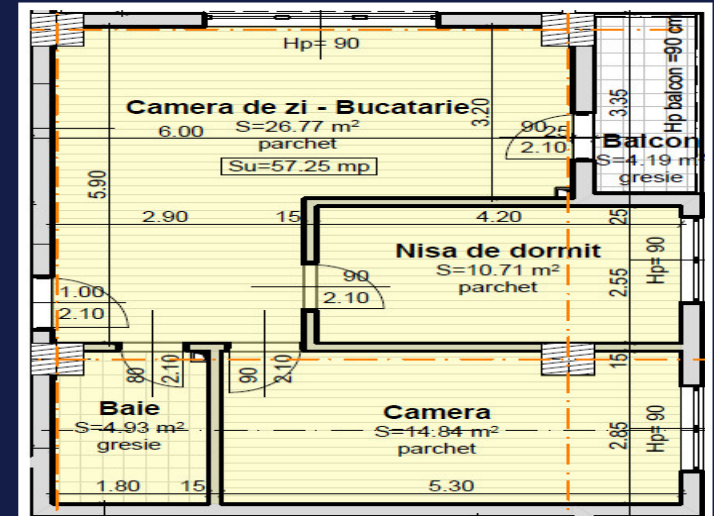 Hp= 90
Camera de zi - Bucatarie
6.00
S=26.77 m²
parchet
Su=57.25 mp
3.20
5.90
90
25
2.10
3.35
Hp balcon =90 cm
Balcon
S=4.19 m²
gresie
2.90
15
4.20
25
Nisa de dormit
S=10.71 m²
parchet
90
2.10
2.55
Hp= 90
1.00
2.10
80
2.10
90
2.10
15
Baie
S=4.93 m²
gresie
Camera
S=14.84 m²
parchet
2.85
Hp= 90
1.80
15
5.30